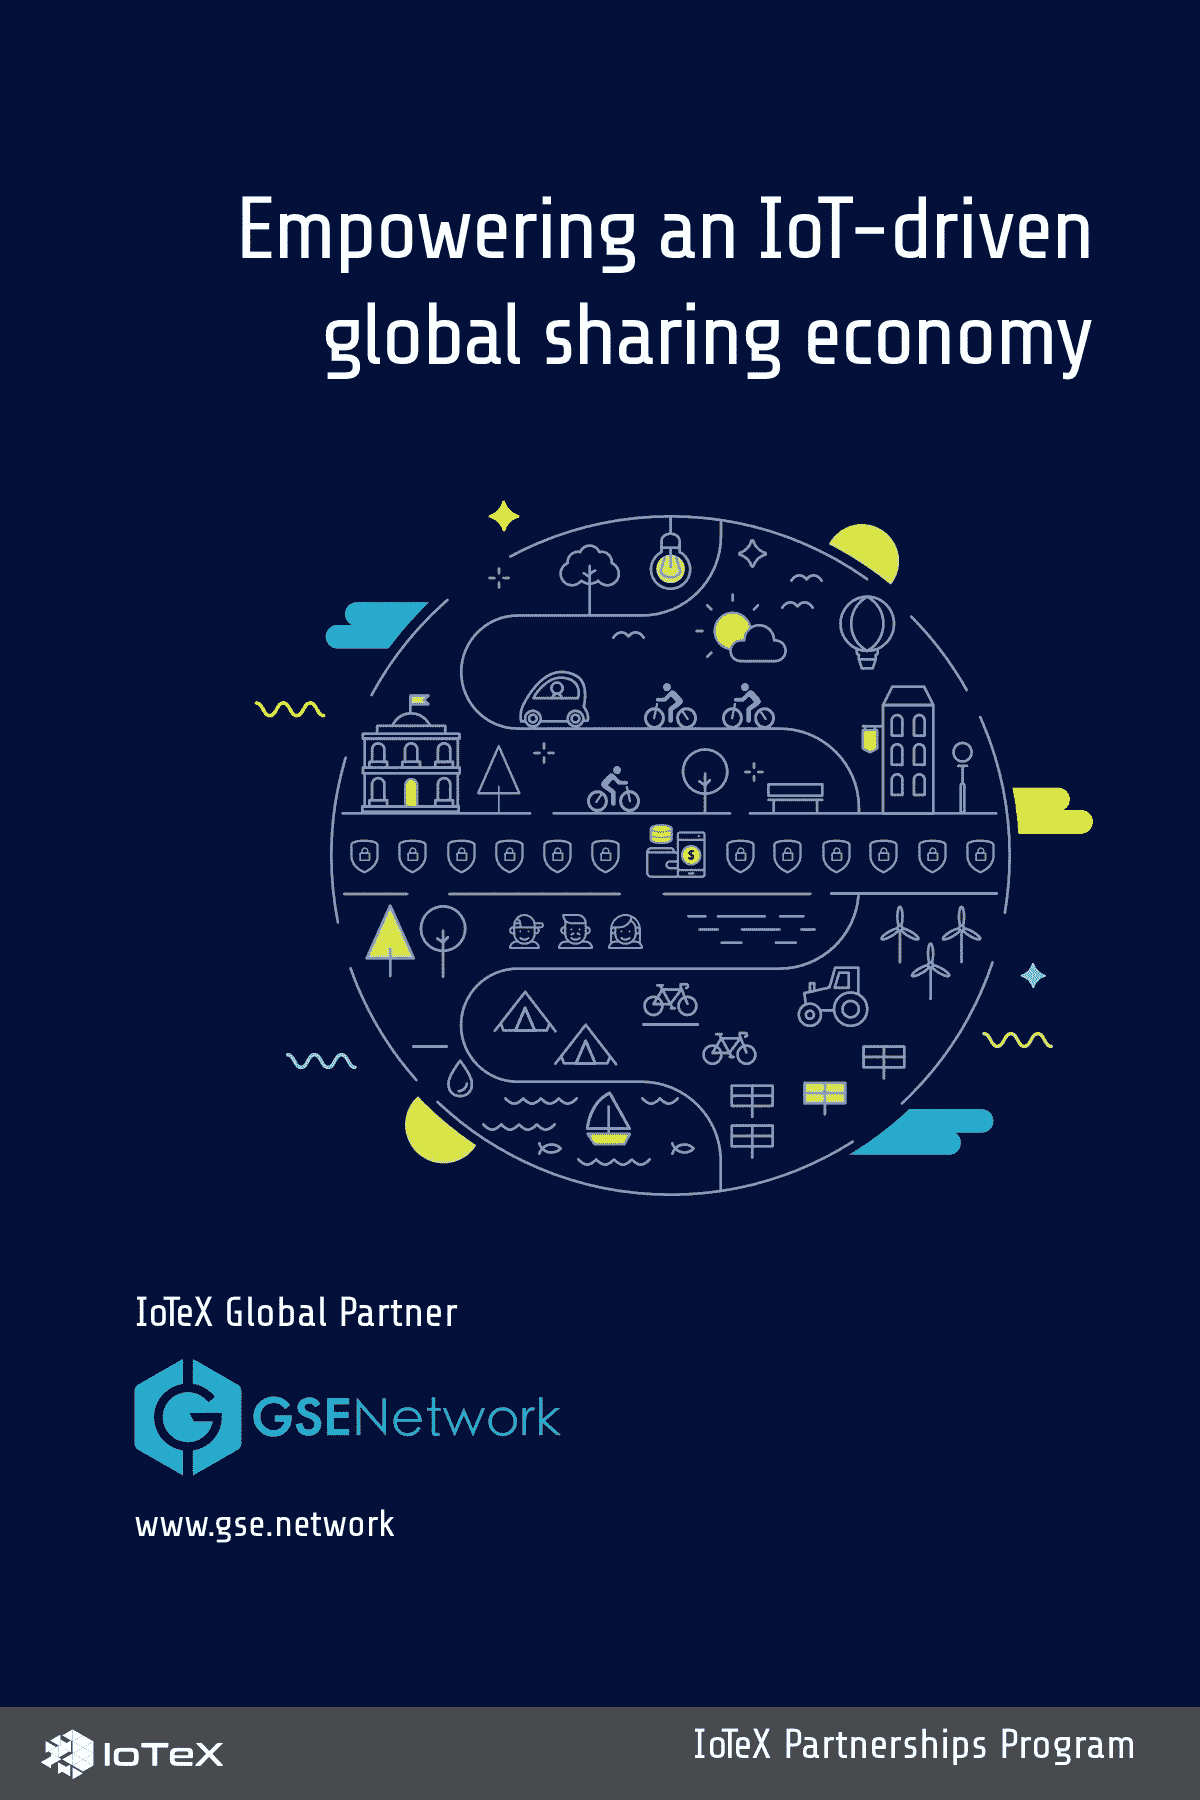 Empowering an IoT-driven
global sharing economy
$
IoTeX Global Partner
G GSENetwork
www.gse.network
IoTeX
IoTeX Partnerships Program